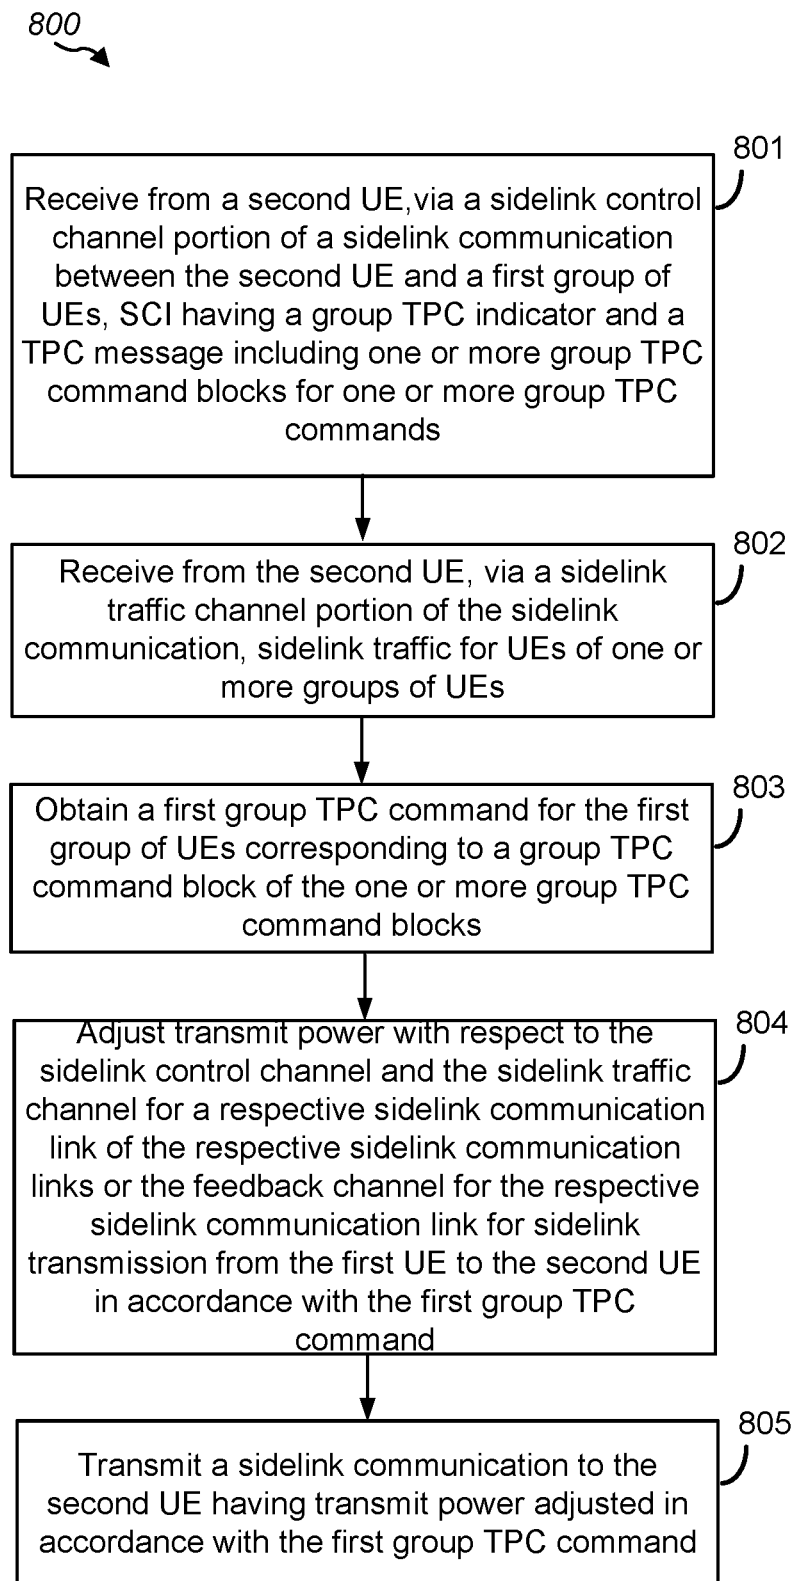 800
801
Receive from a second UE,via a sidelink control
channel portion of a sidelink communication
between the second UE and a first group of
UEs, SCI having a group TPC indicator and a
TPC message including one or more group TPC
command blocks for one or more group TPC
commands
802
Receive from the second UE, via a sidelink
traffic channel portion of the sidelink
communication, sidelink traffic for UEs of one or
more groups of UEs
803
Obtain a first group TPC command for the first
group of UEs corresponding to a group TPC
command block of the one or more group TPC
command blocks
804
Adjust transmit power with respect to the
sidelink control channel and the sidelink traffic
channel for a respective sidelink communication
link of the respective sidelink communication
links or the feedback channel for the respective
sidelink communication link for sidelink
transmission from the first UE to the second UE
in accordance with the first group TPC
command
805
Transmit a sidelink communication to the
second UE having transmit power adjusted in
accordance with the first group TPC command